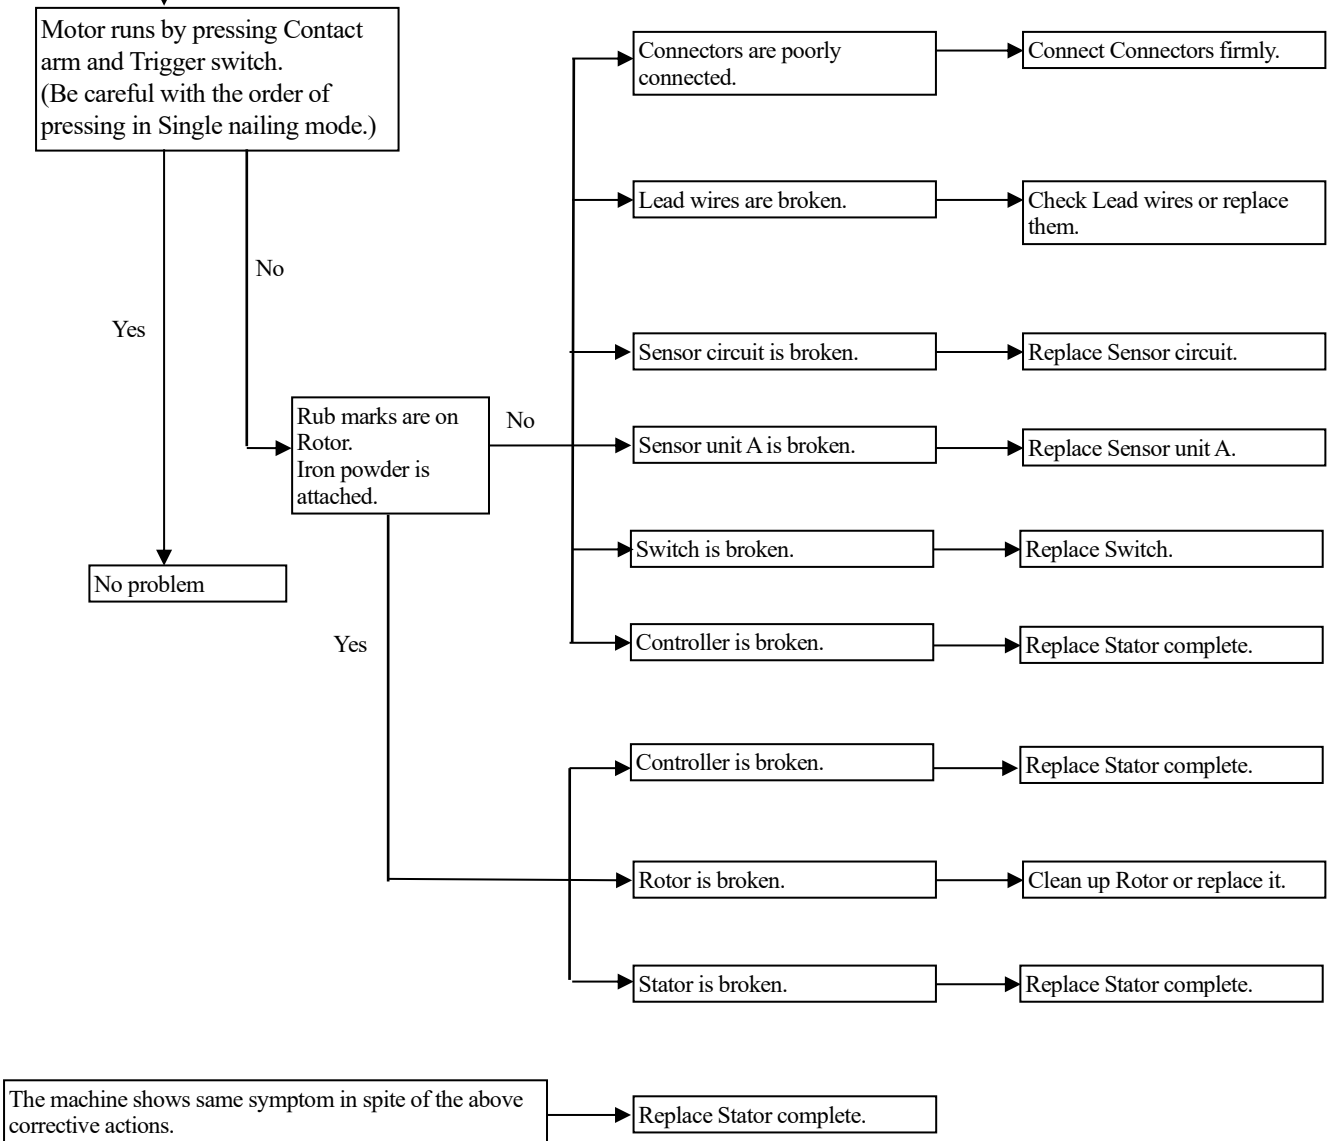 Motor runs by pressing Contact
arm and Trigger switch.
(Be careful with the order of
pressing in Single nailing mode.)
Connectors are poorly
connected.
Connect Connectors firmly.
Lead wires are broken.
Check Lead wires or replace
them.
No
Yes
Sensor circuit is broken.
Replace Sensor circuit.
Rub marks are on
Rotor.
Iron powder is
attached.
No
Sensor unit A is broken.
Replace Sensor unit A.
Switch is broken.
Replace Switch.
No problem
Yes
Controller is broken.
Replace Stator complete.
Controller is broken.
Replace Stator complete.
Rotor is broken.
Clean up Rotor or replace it.
Stator is broken.
Replace Stator complete.
The machine shows same symptom in spite of the above
corrective actions.
Replace Stator complete.